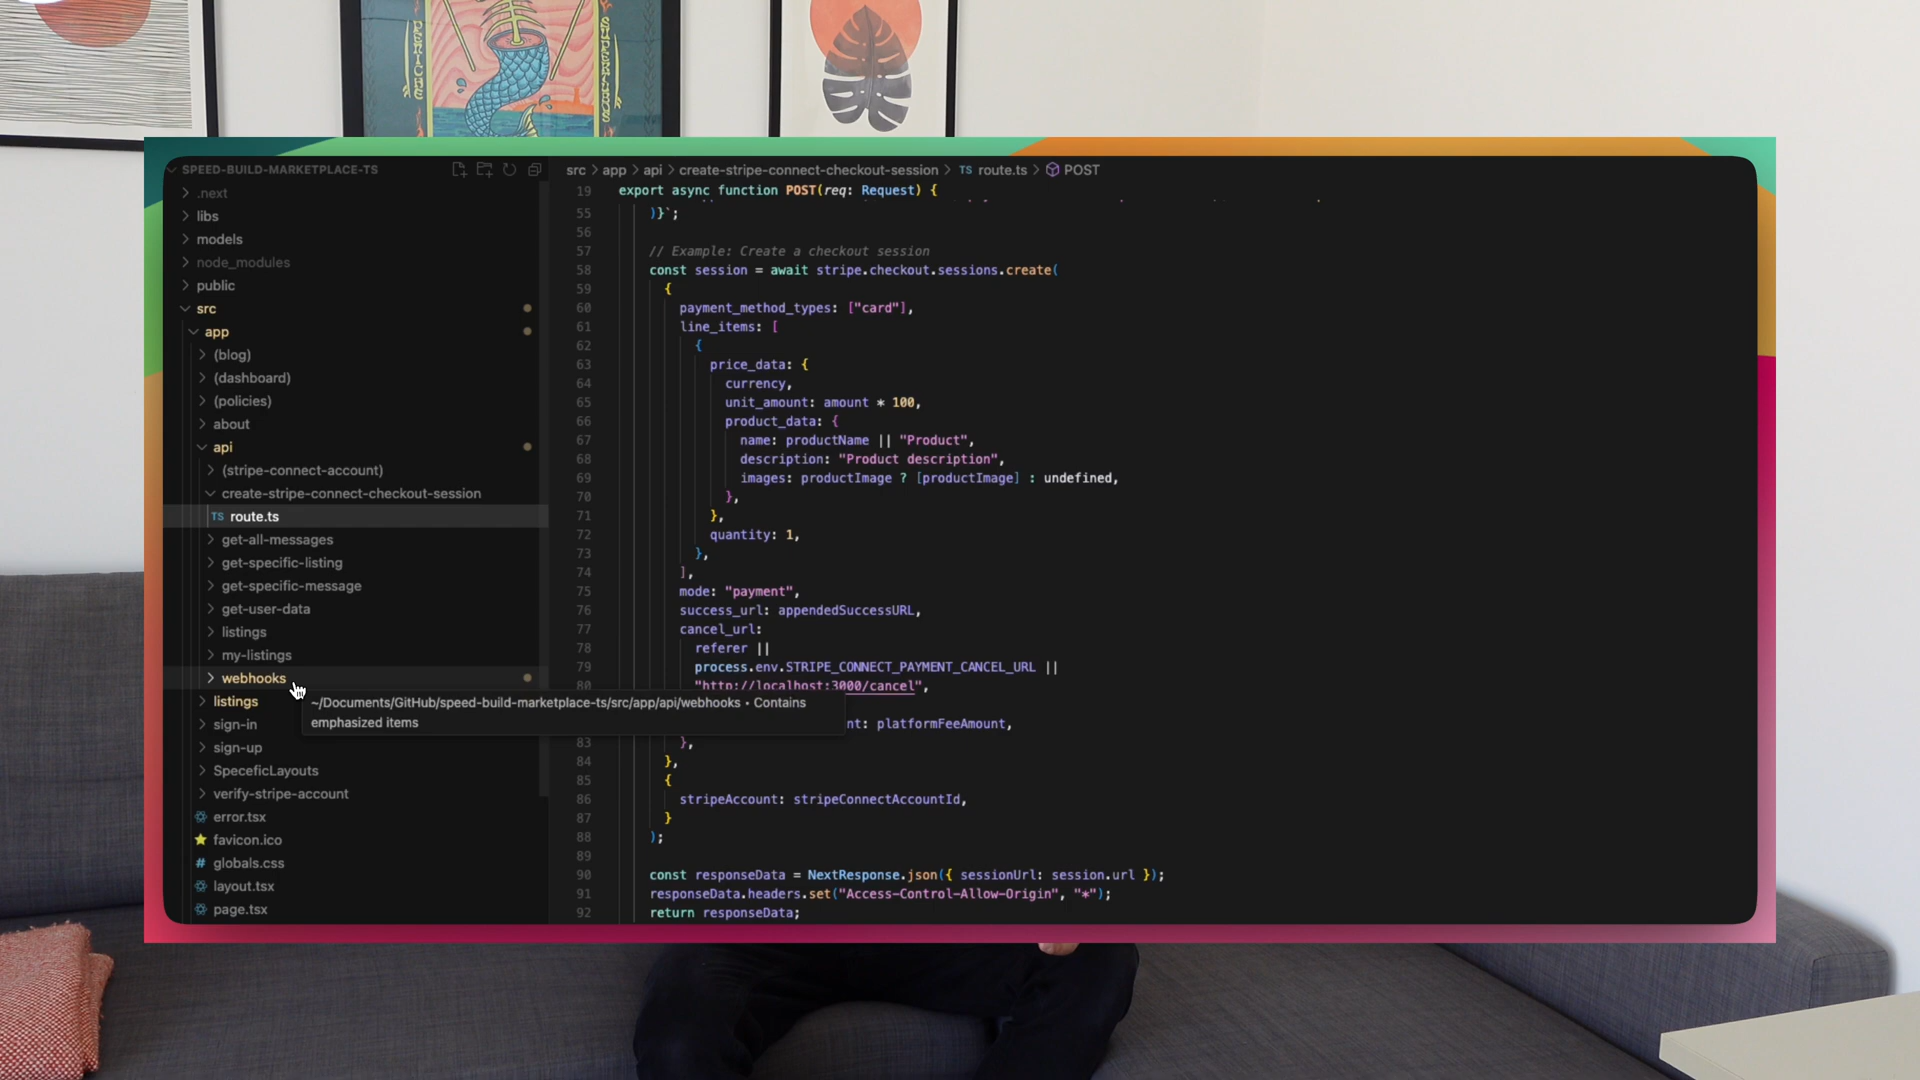 PENICHE
SUPERTUBOS
SPEED-BUILD-MARKETPLACE-TS
.next
libs
models
node_modules
public
src
app
(blog)
(dashboard)
(policies)
about
api
(stripe-connect-account)
create-stripe-connect-checkout-session
TS route.ts
get-all-messages
get-specific-listing
get-specific-message
get-user-data
listings
my-listings
webhooks
listings
sign-in
sign-up
SpeceficLayouts
verify-stripe-account
error.tsx
favicon.ico
# globals.css
layout.tsx
page.tsx
~/Documents/GitHub/speed-build-marketplace-ts/src/app/api/webhooks • Contains
emphasized items
src > app > api > create-stripe-connect-checkout-session > TS route.ts > POST
19 export async function POST(req: Request) {
55 )}`;
56
57 // Example: Create a checkout session
58 const session = await stripe.checkout.sessions.create(
59 {
60 payment_method_types: ["card"],
61 line_items: [
62 {
63 price_data: {
64 currency,
65 unit_amount: amount * 100,
66 product_data: {
67 name: productName || "Product",
68 description: "Product description",
69 images: productImage ? [productImage] : undefined,
70 },
71 },
72 quantity: 1,
73 },
74 ],
75 mode: "payment",
76 success_url: appendedSuccessURL,
77 cancel_url:
78 referer ||
79 process.env.STRIPE_CONNECT_PAYMENT_CANCEL_URL ||
80 "http://localhost:3000/cancel",
nt: platformFeeAmount,
83 },
84 },
85 {
86 stripeAccount: stripeConnectAccountId,
87 }
88 );
89
90 const responseData = NextResponse.json({ sessionUrl: session.url });
91 responseData.headers.set("Access-Control-Allow-Origin", "*");
92 return responseData;